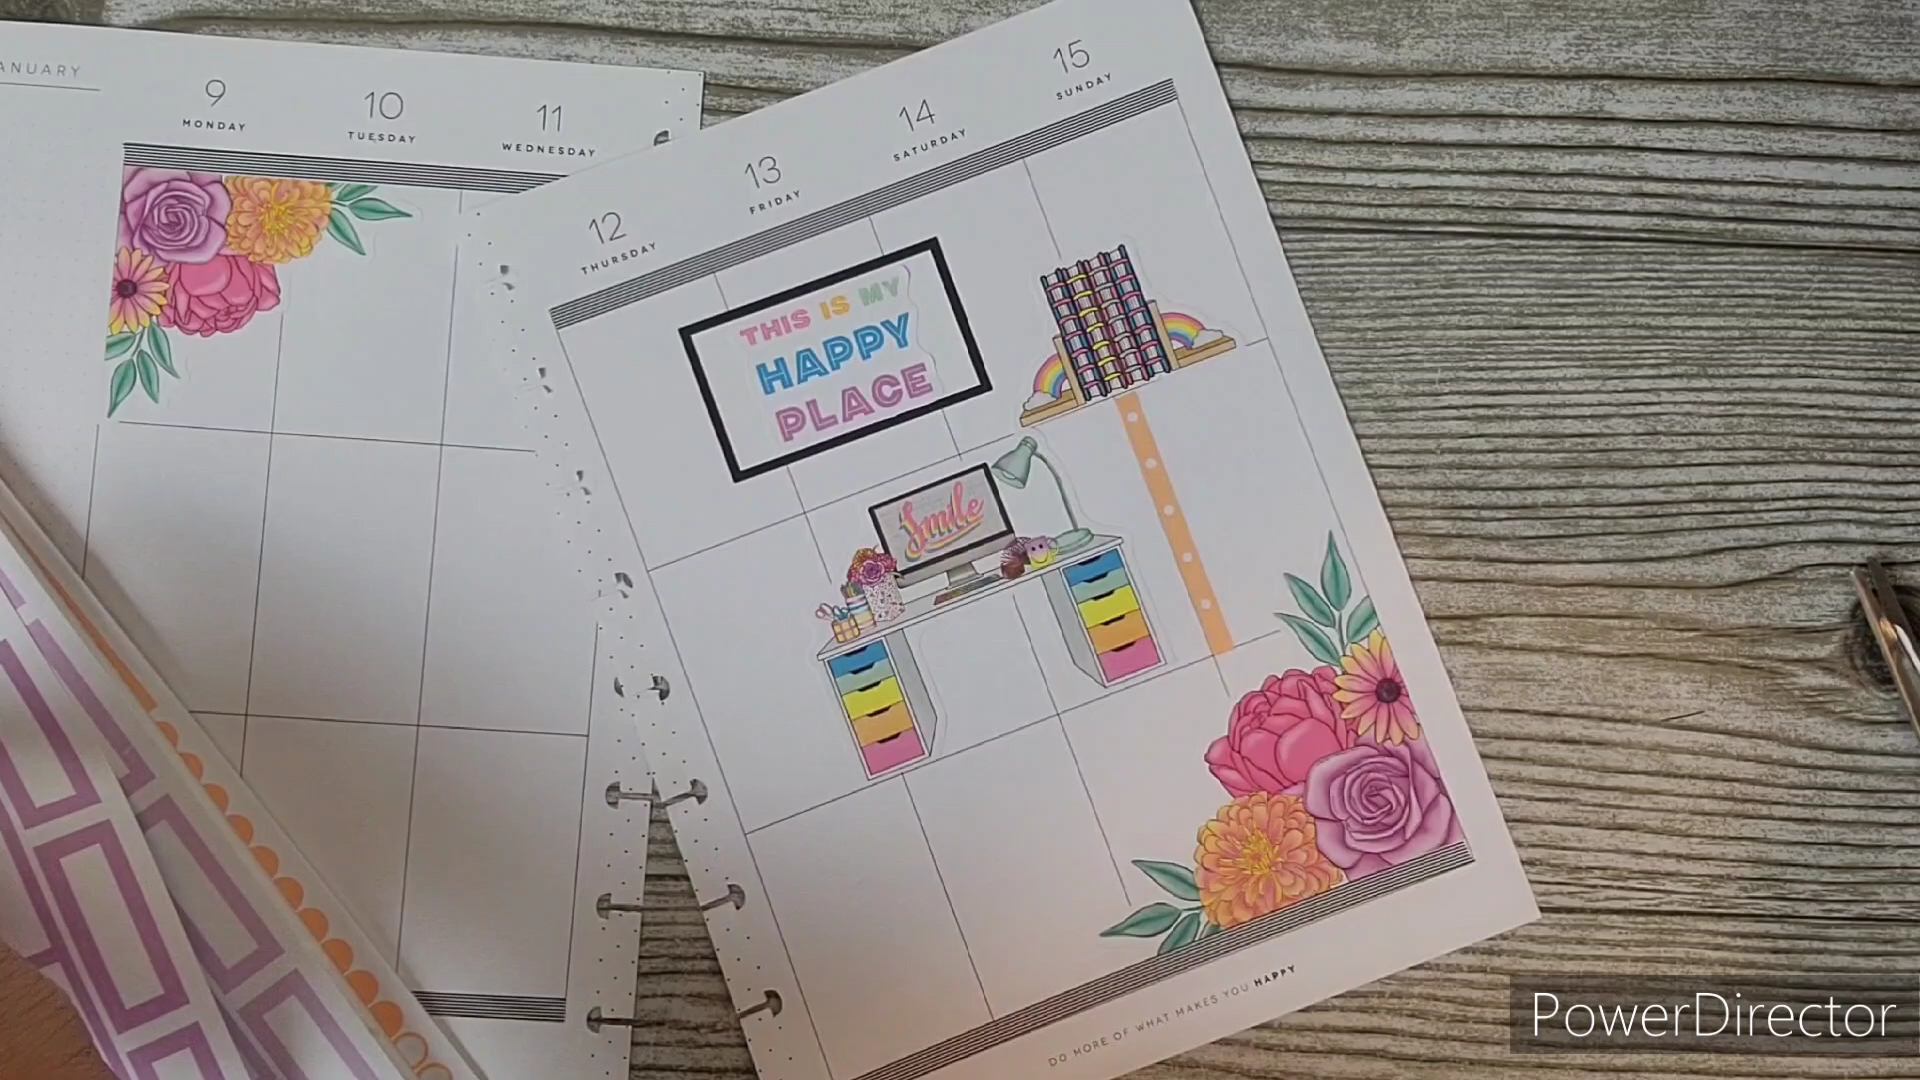 ANUARY
9
MONDAY
10
TUESDAY
11
WEDNESDAY
12
THURSDAY
13
FRIDAY
14
SATURDAY
15
SUNDAY
THIS IS MY
HAPPY
PLACE
Smile
DO MORE OF WHAT MAKES YOU HAPPY
PowerDirector